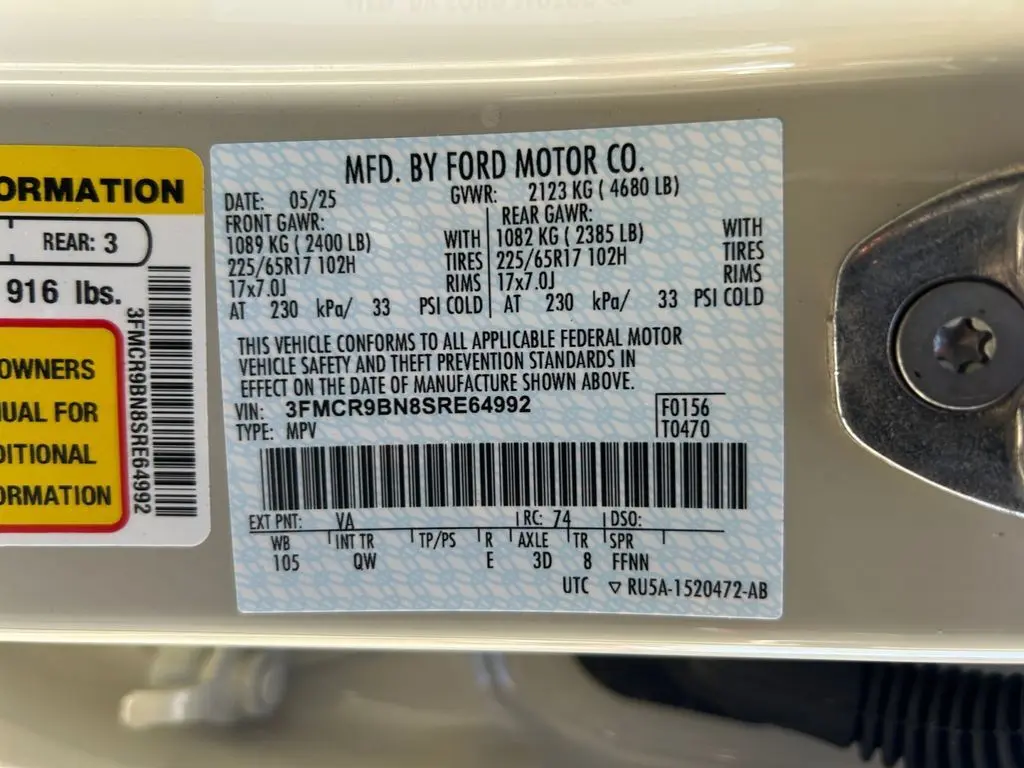 ORMATION
REAR: 3
916 lbs.
OWNERS
UAL FOR
DITIONAL
ORMATION
3FMCR9BN8SRE64992
MFD. BY FORD MOTOR CO.
DATE: 05/25 GVWR: 2123 KG ( 4680 LB)
FRONT GAWR: REAR GAWR:
1089 KG ( 2400 LB) WITH 1082 KG ( 2385 LB) WITH
225/65R17 102H TIRES 225/65R17 102H TIRES
17x7.0J RIMS 17x7.0J RIMS
AT 230 kPa/ 33 PSI COLD AT 230 kPa/ 33 PSI COLD
THIS VEHICLE CONFORMS TO ALL APPLICABLE FEDERAL MOTOR
VEHICLE SAFETY AND THEFT PREVENTION STANDARDS IN
EFFECT ON THE DATE OF MANUFACTURE SHOWN ABOVE.
VIN: 3FMCR9BN8SRE64992 F0156
TYPE: MPV T0470
EXT PNT: VA RC: 74 DSO:
WB INT TR TP/PS R AXLE TR SPR
105 QW E 3D 8 FFNN
UTC ▽ RU5A-1520472-AB